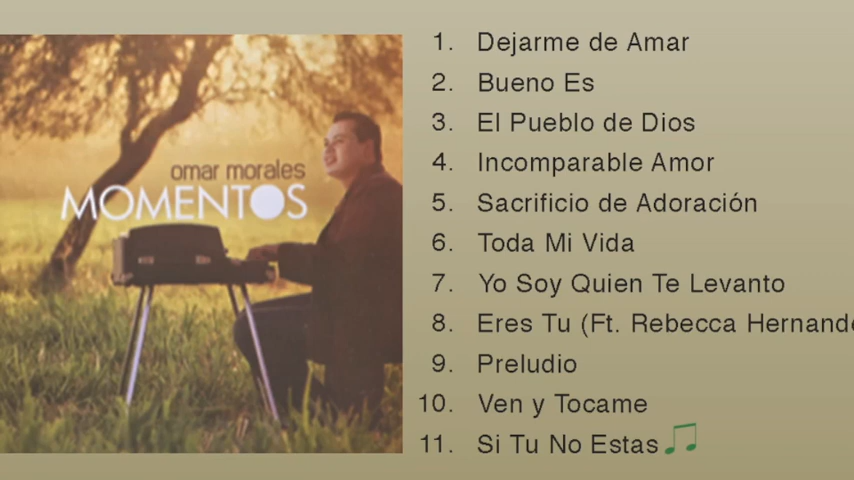 omar morales
MOMENTOS
1. Dejarme de Amar
2. Bueno Es
3. El Pueblo de Dios
4. Incomparable Amor
5. Sacrificio de Adoración
6. Toda Mi Vida
7. Yo Soy Quien Te Levanto
8. Eres Tu (Ft. Rebecca
9. Preludio
10. Ven y Tocame
11. Si Tu No Estas